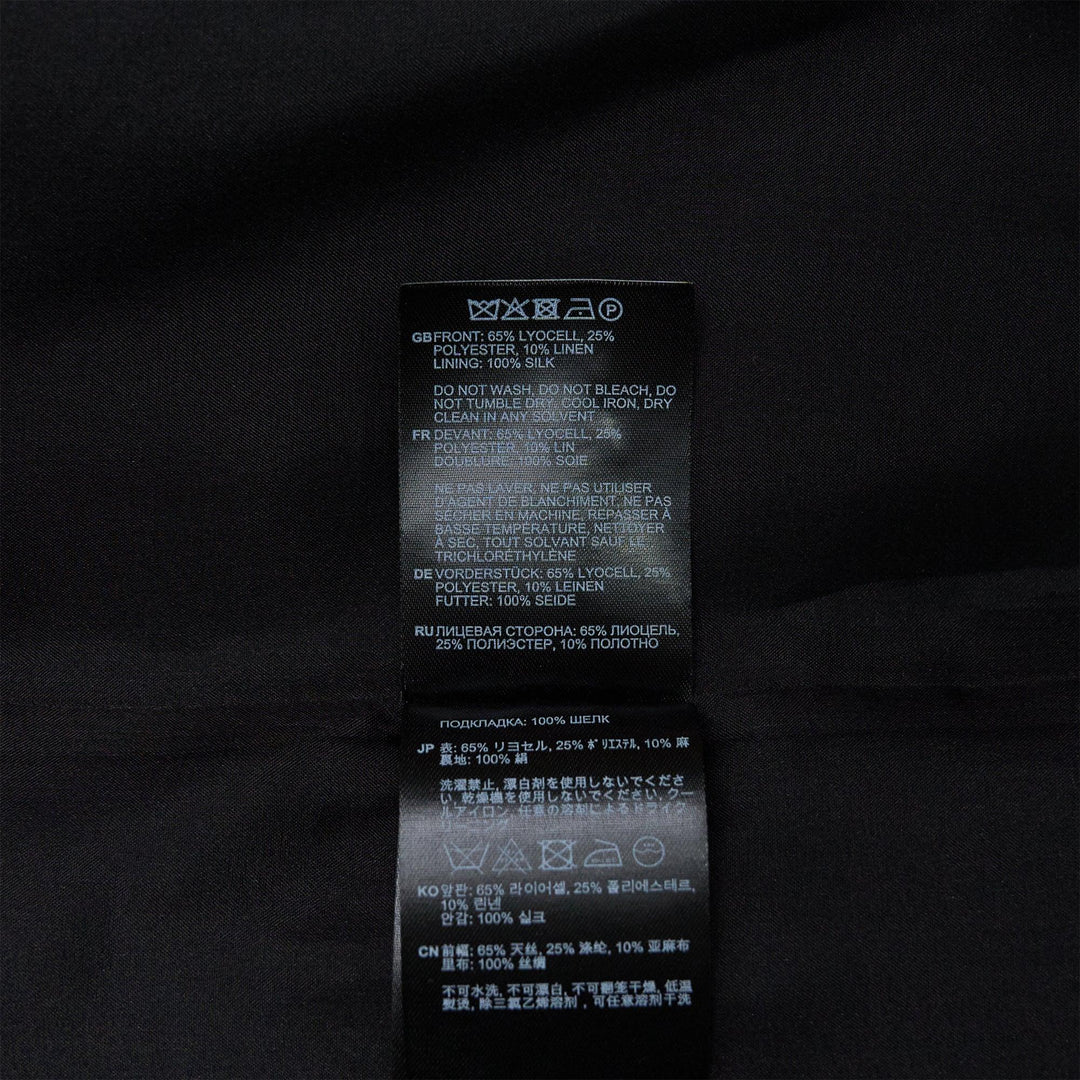 P
GB FRONT: 65% LYOCELL, 25%
POLYESTER, 10% LINEN
LINING: 100% SILK
DO NOT WASH, DO NOT BLEACH, DO
NOT TUMBLE DRY, COOL IRON, DRY
CLEAN IN ANY SOLVENT
FR DEVANT: 65% LYOCELL, 25%
POLYESTER, 10% LIN
DOUBLURE: 100% SOIE
NE PAS LAVER, NE PAS UTILISER
D'AGENT DE BLANCHIMENT, NE PAS
SÉCHER EN MACHINE, REPASSER À
BASSE TEMPÉRATURE, NETTOYER
À SEC, TOUT SOLVANT SAUF LE
TRICHLORÉTHYLÈNE
DE VORDERSTÜCK: 65% LYOCELL, 25%
POLYESTER, 10% LEINEN
FUTTER: 100% SEIDE
RU ЛИЦЕВАЯ СТОРОНА: 65% ЛИОЦЕЛЬ,
25% ПОЛИЭСТЕР, 10% ПОЛОТНО
ПОДКЛАДКА: 100% ШЕЛК
JP 表: 65% リヨセル, 25% ﾎﾟﾘｴｽﾃﾙ, 10% 麻
裏地: 100% 絹
洗濯禁止, 漂白剤を使用しないでくださ
い, 乾燥機を使用しないでください, クー
ルアイロン, 任意の溶剤によるドライク
リーニング
KO 앞판: 65% 라이어셀, 25% 폴리에스테르,
10% 린넨
안감: 100% 실크
CN 前幅: 65% 天丝, 25% 涤纶, 10% 亚麻布
里布: 100% 丝绸
不可水洗, 不可漂白, 不可翻笼干燥, 低温
熨烫, 除三氯乙烯溶剂, 可任意溶剂干洗